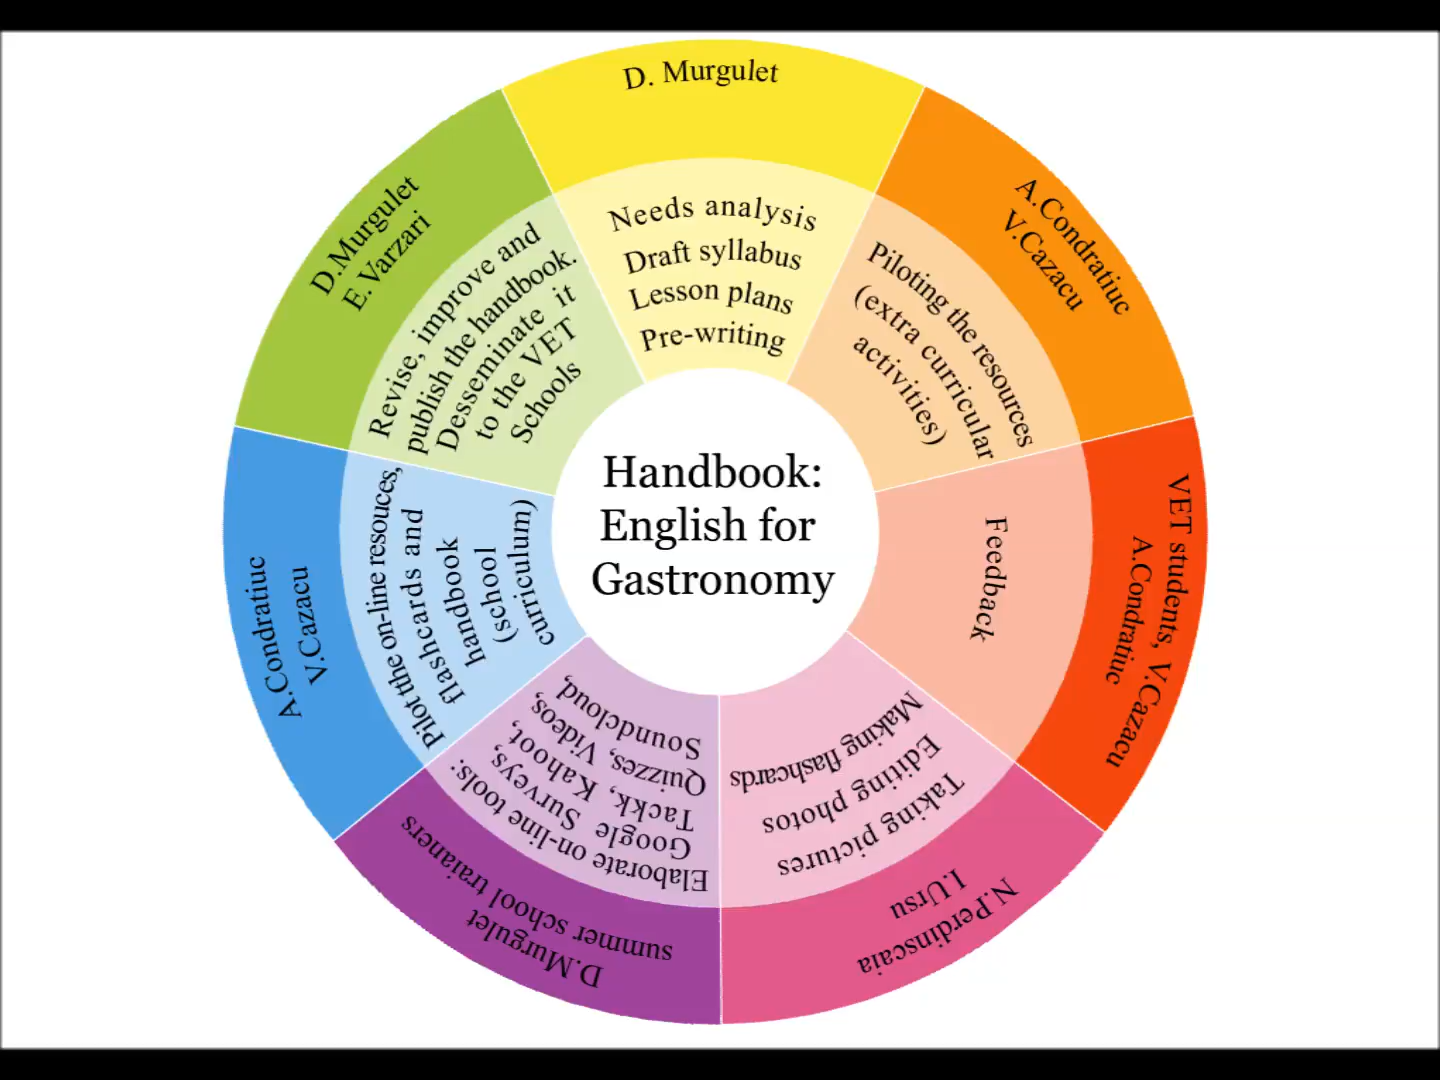 Handbook:
English for
Gastronomy
D. Murgulet
Needs analysis
Draft syllabus
Lesson plans
Pre-writing
A.Condratiuc
V.Cazacu
Piloting the resources
(extra curricular
activities)
VET students, V.Cazacu
A.Condratiuc
Feedback
N.Perdinscaia
I.Ursu
Taking pictures
Editing photos
Making flashcards
D.Murgulet
summer school traianers
Elaborate on-line tools:
Google Surveys,
Tackk, Kahoot,
Quizzes, Videos,
Soundcloud,
A.Condratiuc
V.Cazacu
Pilot tthe on-line resouces,
flashcards and
handbook
(school
curriculum)
D.Murgulet
E.Varzari
Revise, improve and
publish the handbook.
Desseminate it
to the VET
Schools